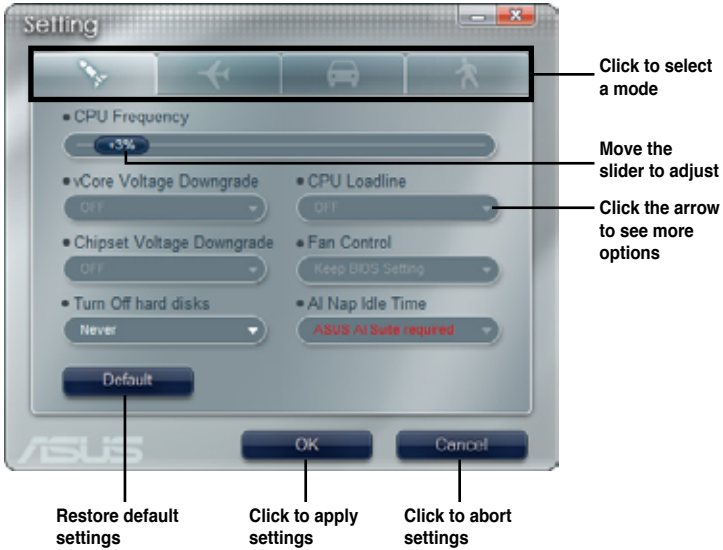 Setting
Click to select
a mode
• CPU Frequency
+3%
Move the
slider to adjust
• vCore Voltage Downgrade
• CPU Loadline
OFF
OFF
Click the arrow
to see more
options
• Chipset Voltage Downgrade
• Fan Control
OFF
Keep BIOS Setting
• Turn Off hard disks
• AI Nap Idle Time
Never
ASUS AI Suite required
Default
ASUS
OK
Cancel
Restore default
settings
Click to apply
settings
Click to abort
settings